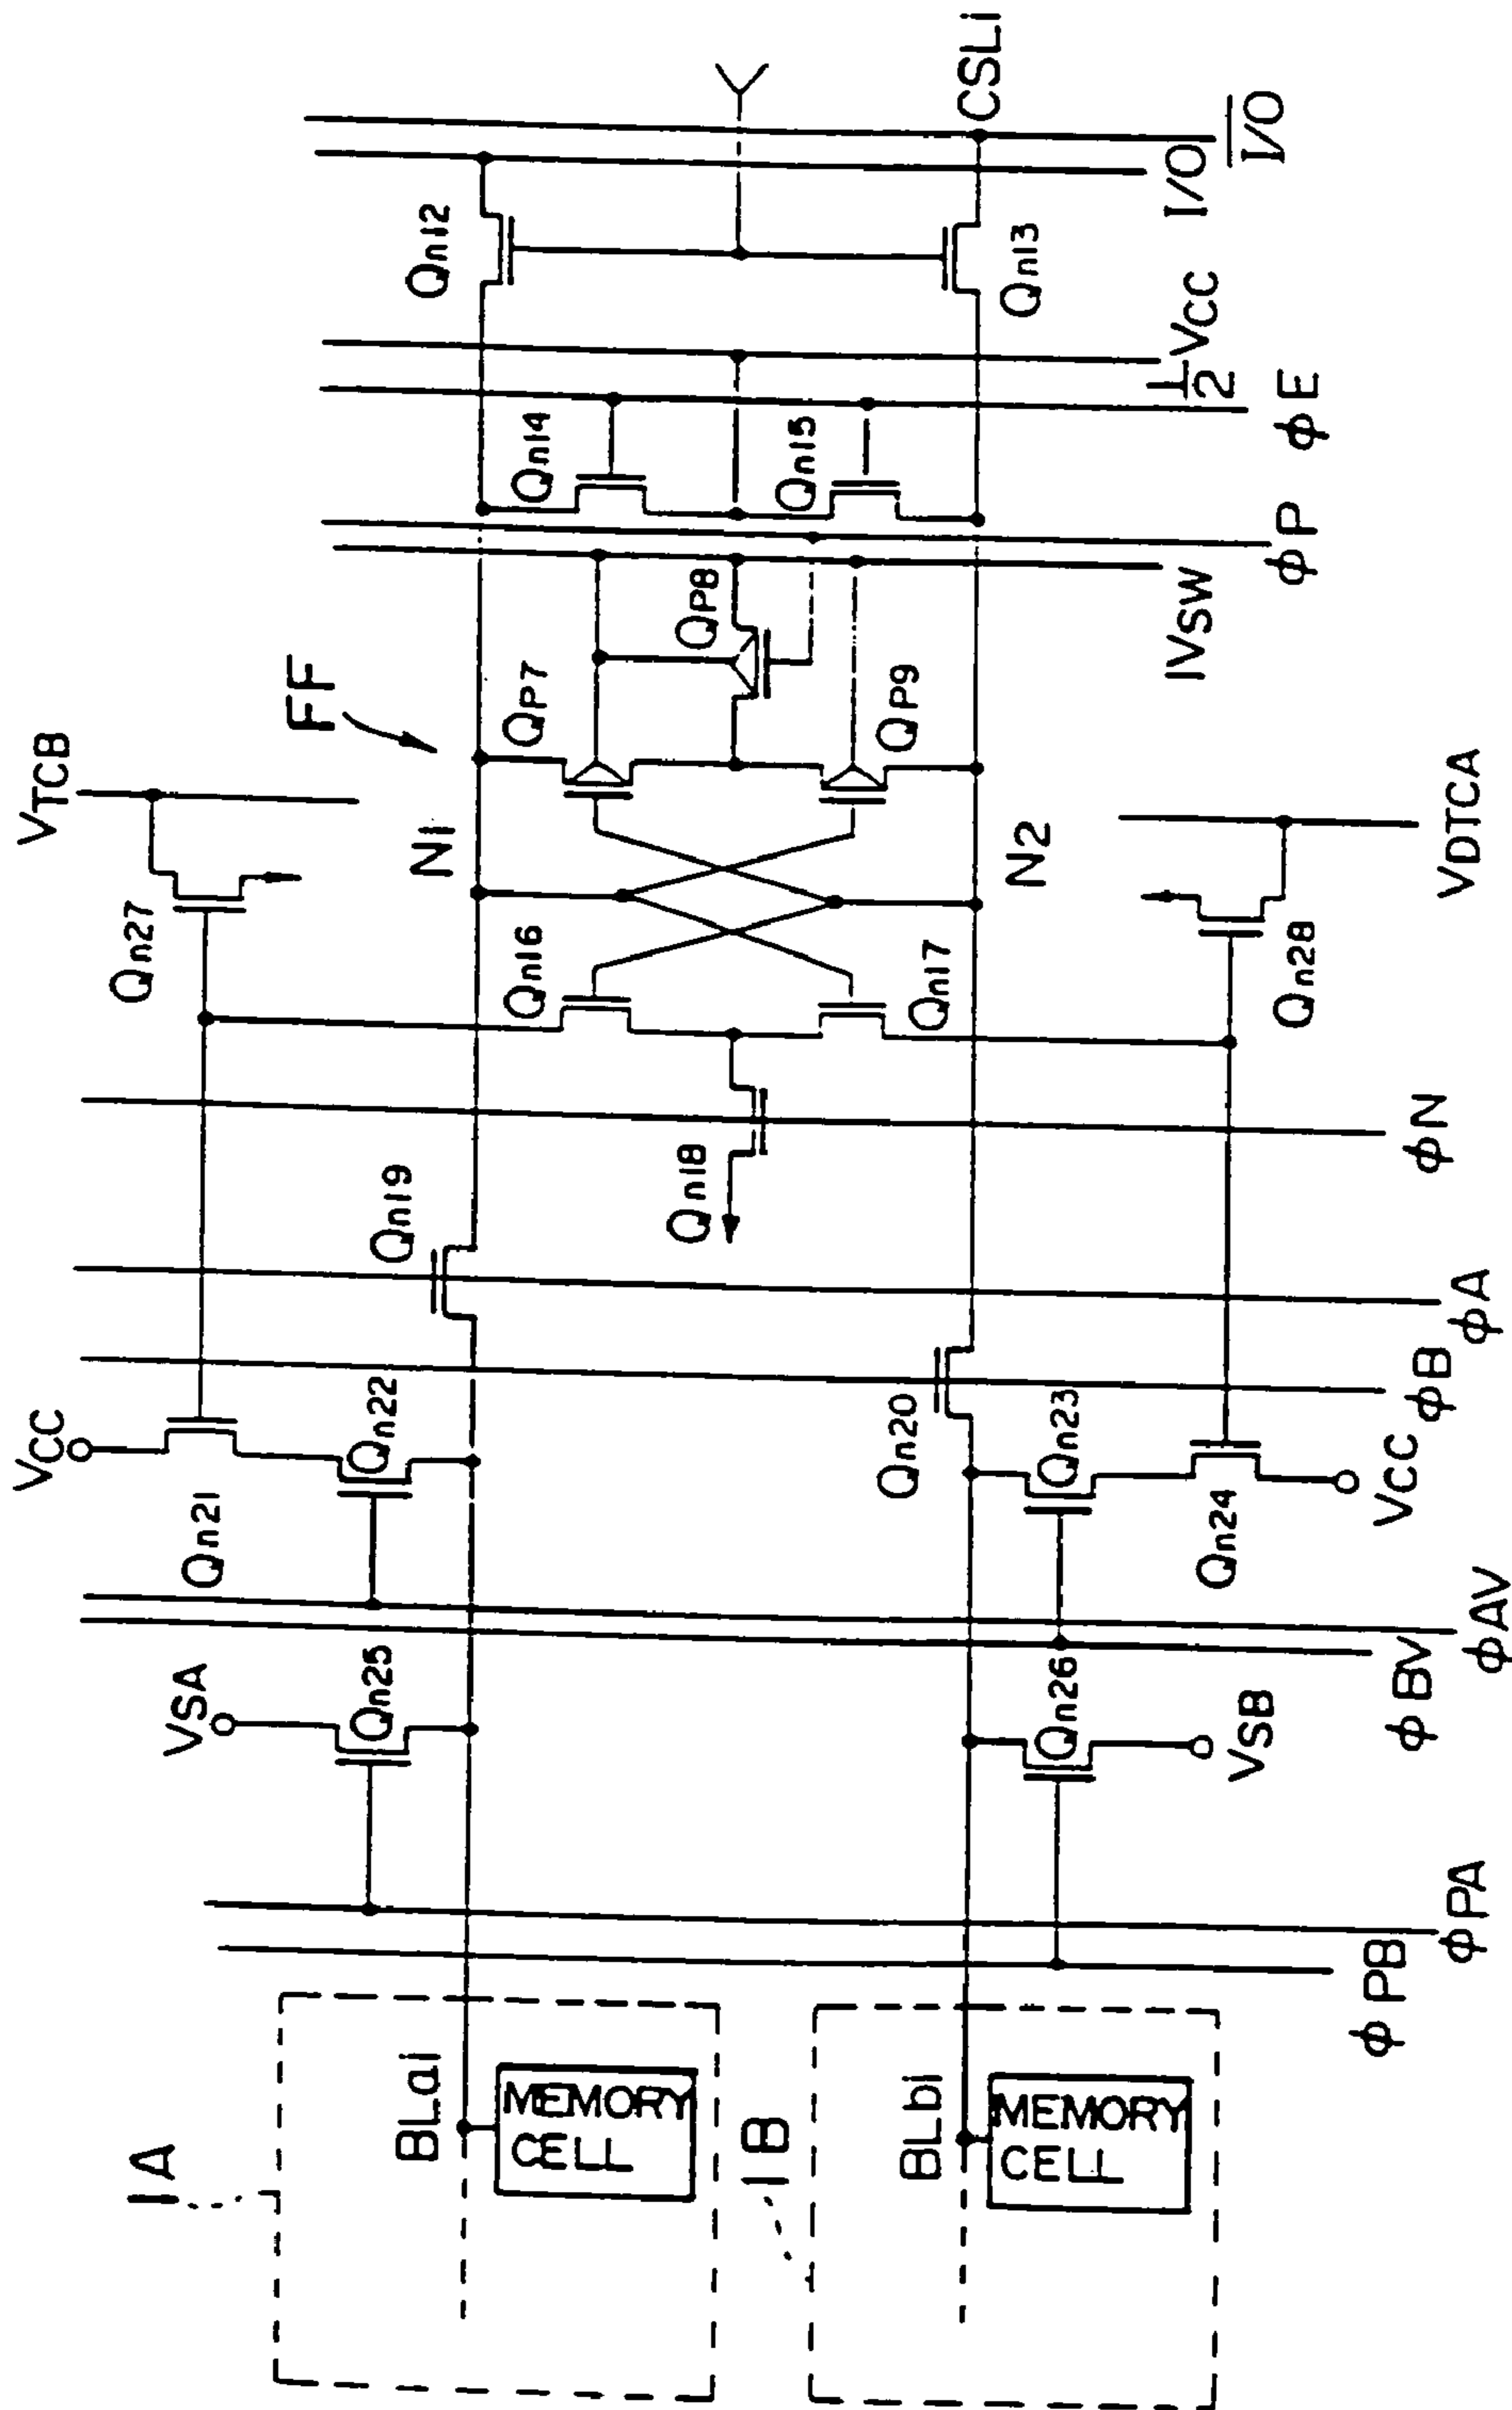 1A
BLai
MEMORY
CELL
1B
BLbi
MEMORY
CELL
φPB
φPA
VSA
Qn25
Qn26
VSB
φBV
φAV
VCC
Qn21
Qn22
Qn20
Qn23
Qn24
VCC
φB
φA
Qn19
Qn18
φN
Qn27
VTCB
Qn16
Qn17
Qn28
VDTCA
N1
N2
FF
QP7
QP8
QP9
IVSW
φP
Qn14
Qn15
φE
1/2 VCC
Qn12
Qn13
I/O
I/O
CSLi